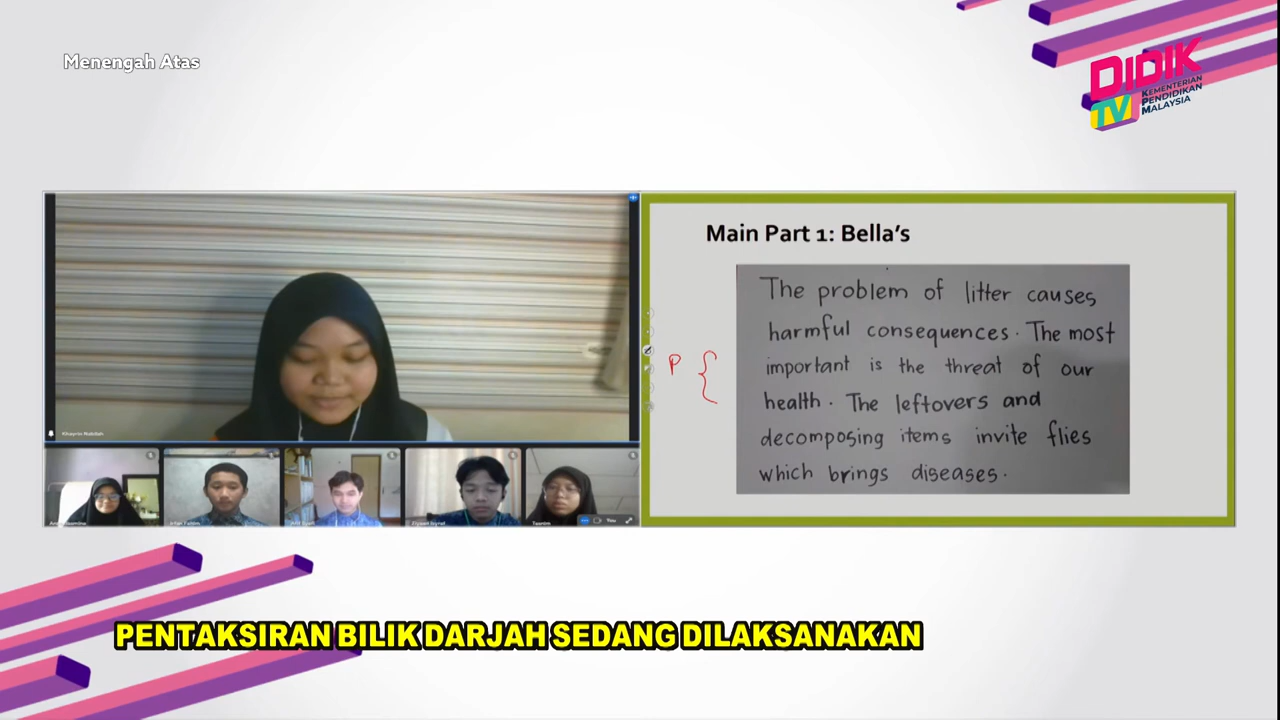 Menengah Atas
DIDIK
TV
KEMENTERIAN
PENDIDIKAN
MALAYSIA
Main Part 1: Bella's
The problem of litter causes
harmful consequences. The most
important is the threat of our
health. The leftovers and
decomposing items invite flies
which brings diseases.
P
PENTAKSIRAN BILIK DARJAH SEDANG DILAKSANAKAN